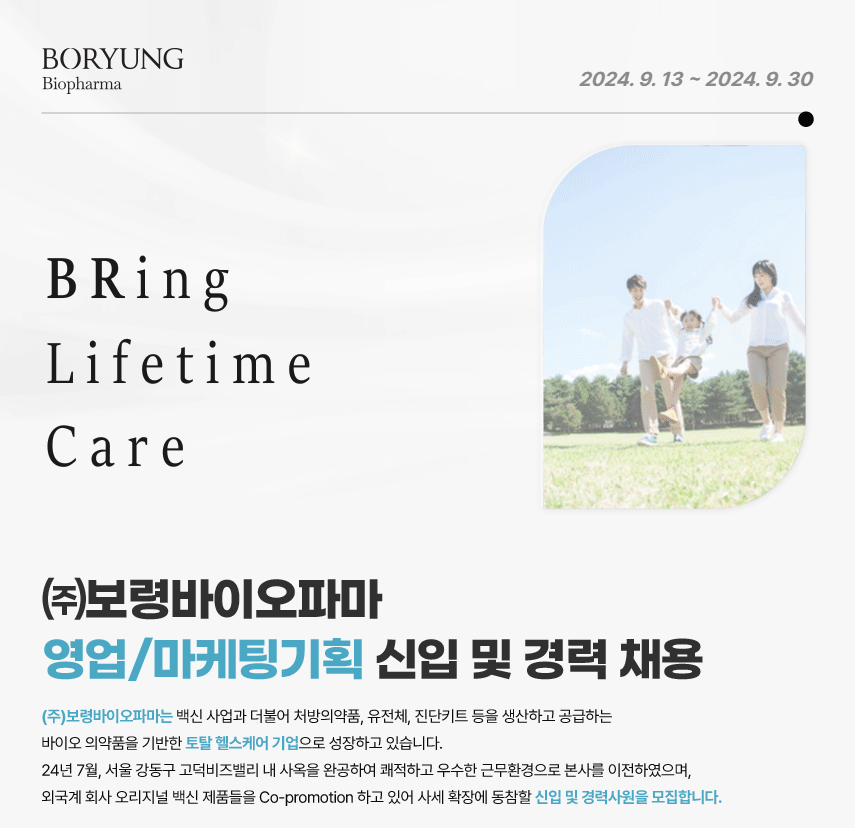 BORYUNG
Biopharma
2024. 9. 13 ~ 2024. 9. 30
BRing
Lifetime
Care
㈜보령바이오파마
영업/마케팅기획 신입 및 경력 채용
(주)보령바이오파마는 백신 사업과 더불어 처방의약품, 유전체, 진단키트 등을 생산하고 공급하는
바이오 의약품을 기반한 토탈 헬스케어 기업으로 성장하고 있습니다.
24년 7월, 서울 강동구 고덕비즈밸리 내 사옥을 완공하여 쾌적하고 우수한 근무환경으로 본사를 이전하였으며,
외국계 회사 오리지널 백신 제품들을 Co-promotion 하고 있어 사세 확장에 동참할 신입 및 경력사원을 모집합니다.